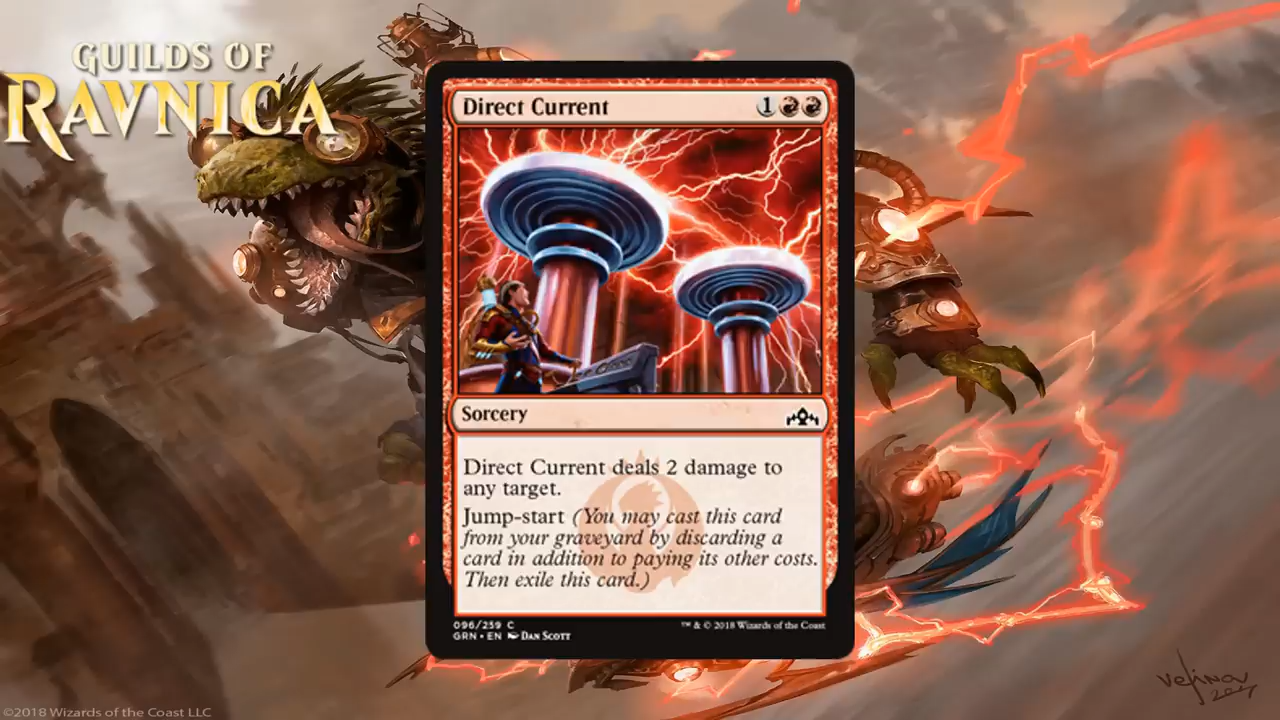 GUILDS OF
RAVNICA
Direct Current
1
Sorcery
Direct Current deals 2 damage to
any target.
Jump-start (You may cast this card
from your graveyard by discarding a
card in addition to paying its other costs.
Then exile this card.)
096/259 C
GRN • EN DAN SCOTT
™ & © 2018 Wizards of the Coast
©2018 Wizards of the Coast LLC